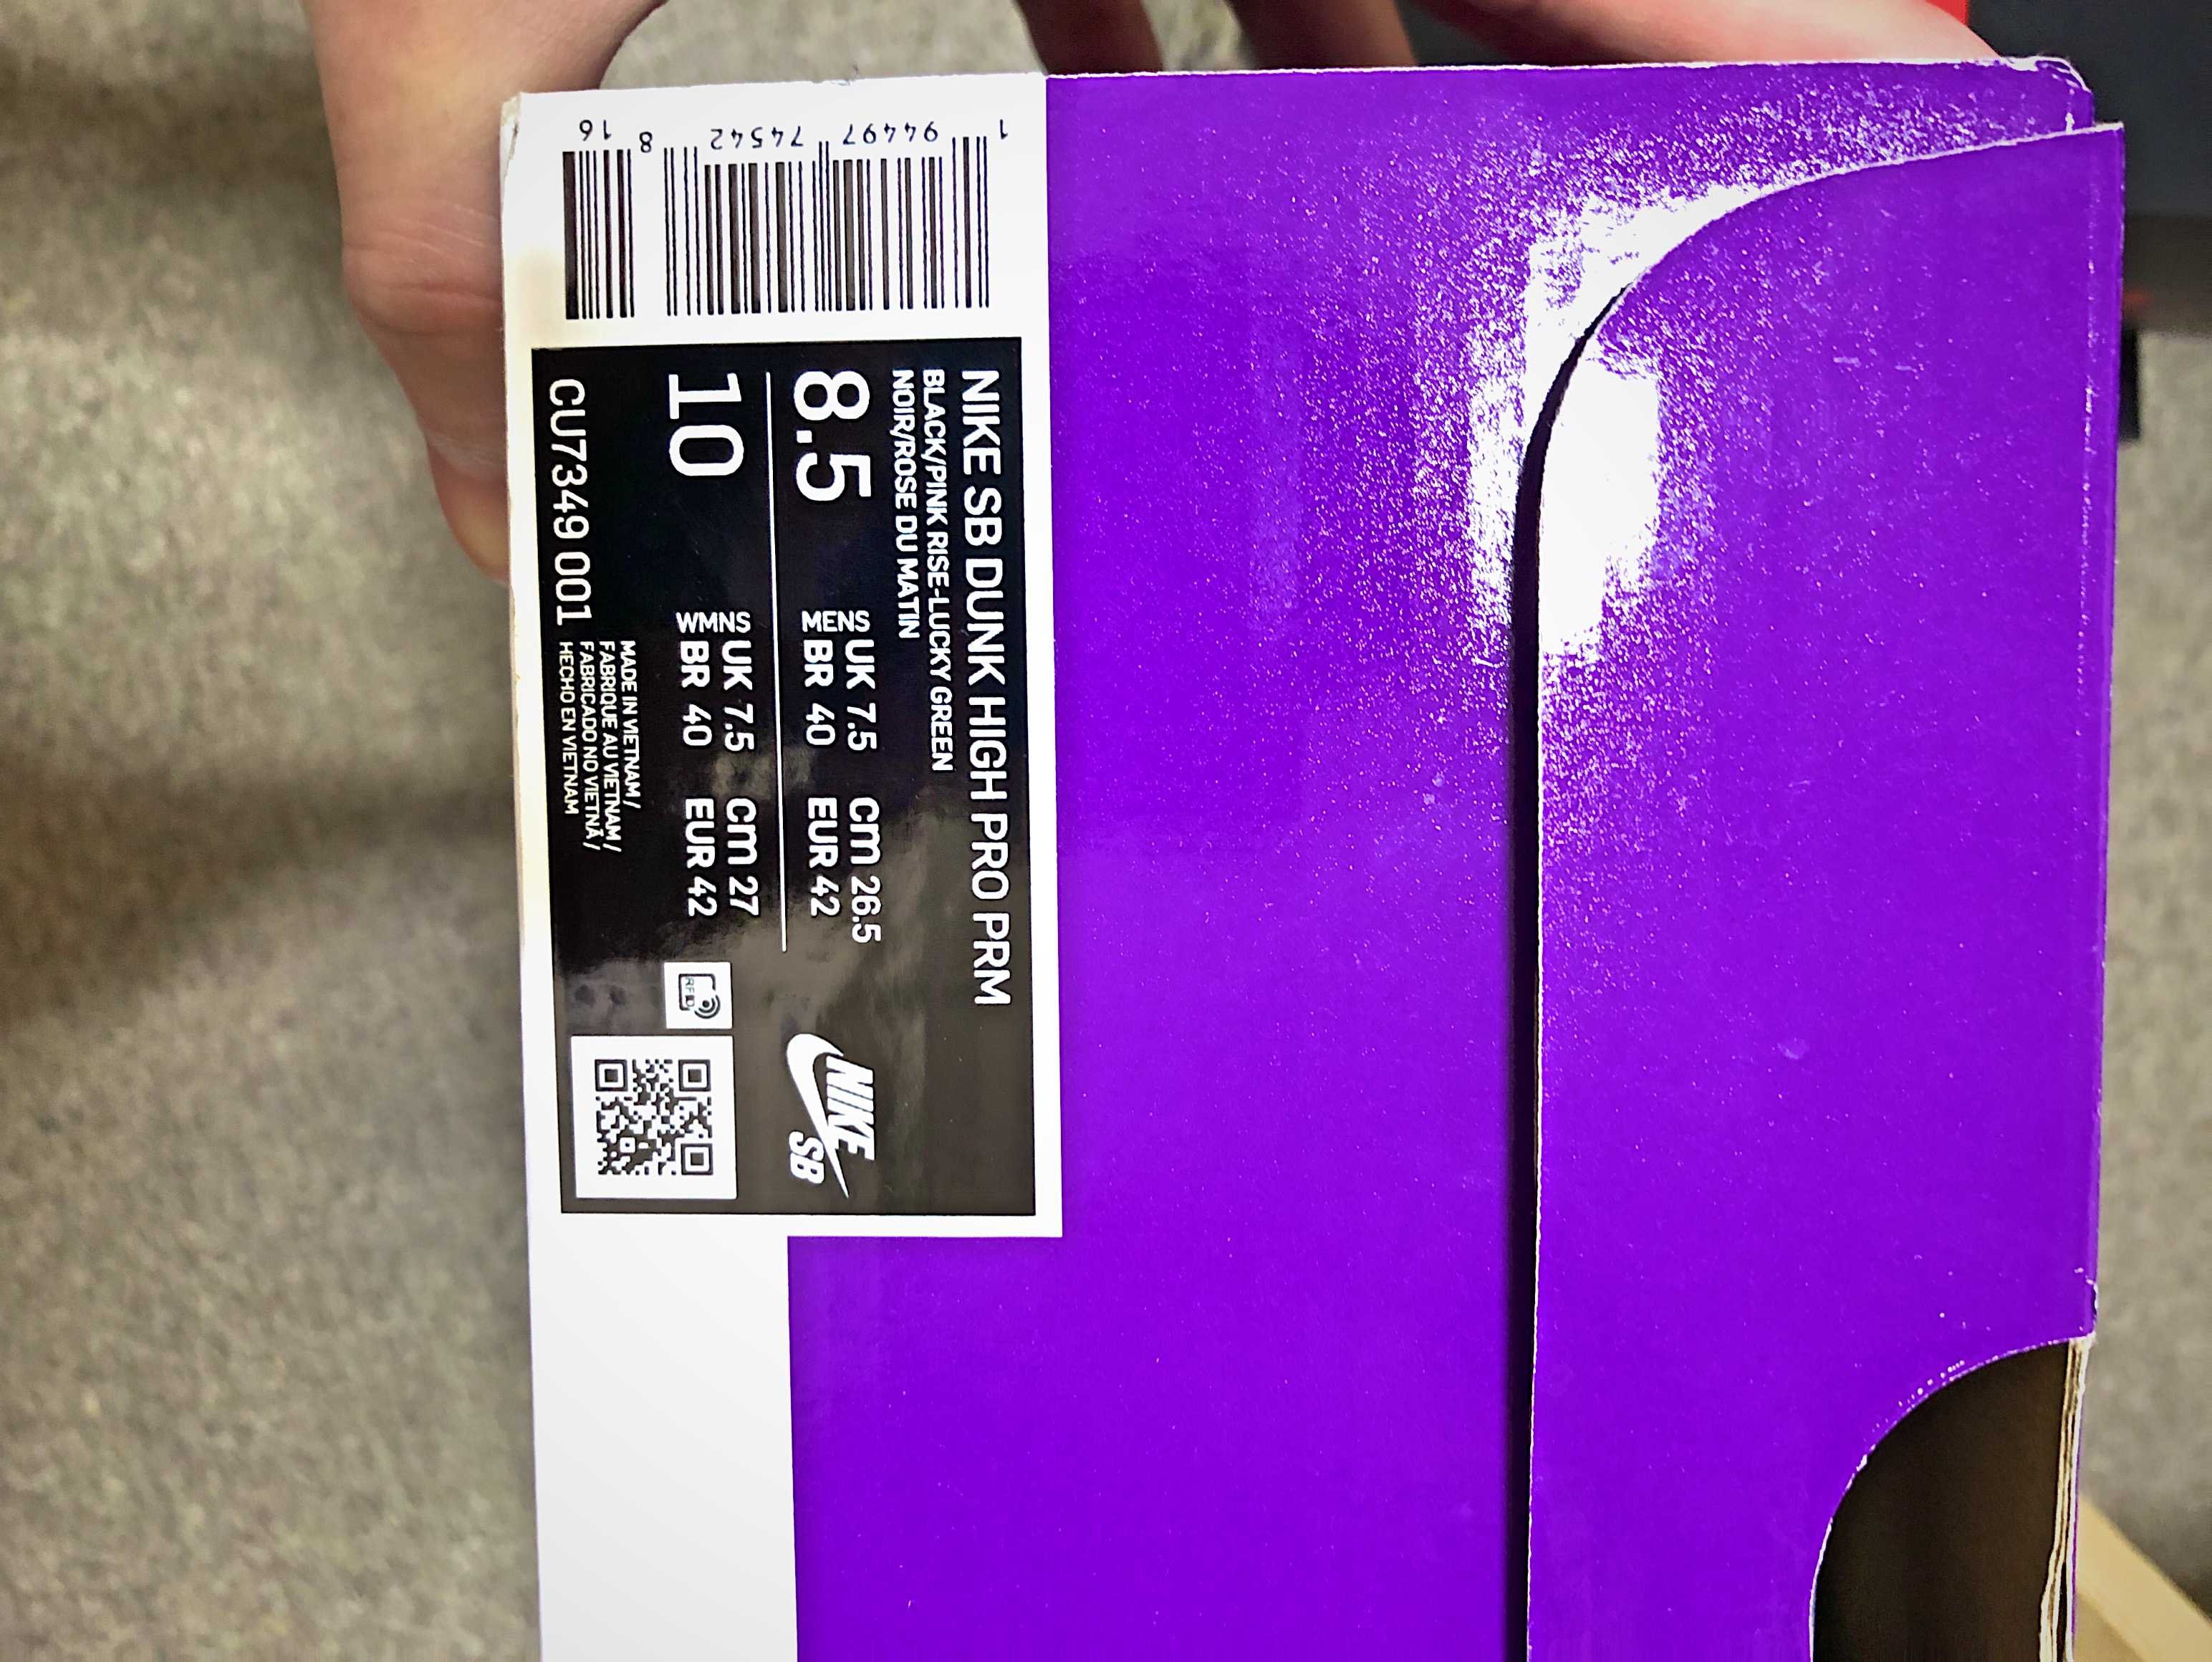 NIKE SB DUNK HIGH PRO PRM
BLACK/PINK RISE-LUCKY GREEN
NOIR/ROSE DU MATIN
8.5
MENS
UK 7.5 cm 26.5
BR 40 EUR 42
10
WMNS
UK 7.5 cm 27
BR 40 EUR 42
NIKE
SB
RFID
CU7349 001
MADE IN VIETNAM /
FABRIQUE AU VIETNAM /
FABRICADO NO VIETNÃ /
HECHO EN VIETNAM
1 94497 74542 8 16